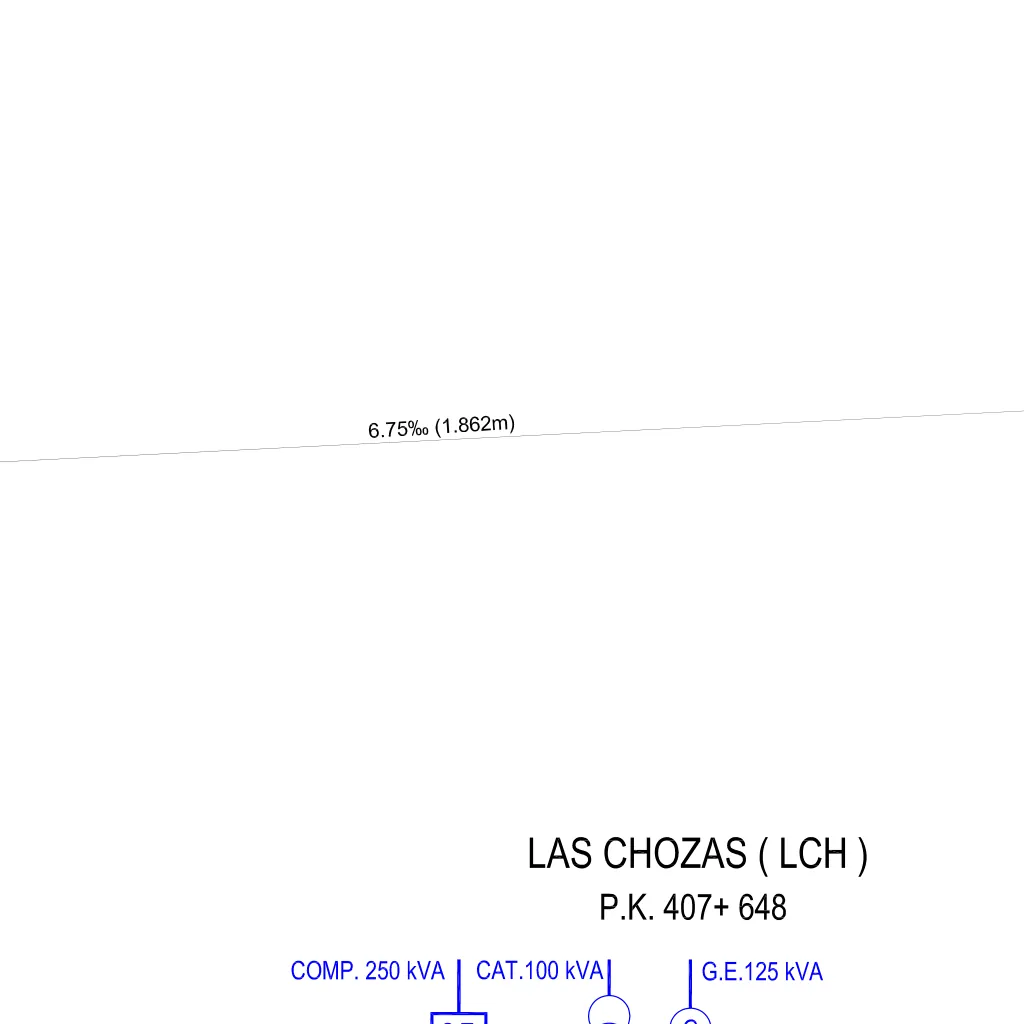 6.75‰ (1.862m)
LAS CHOZAS ( LCH )
P.K. 407+ 648
COMP. 250 kVA CAT.100 kVA G.E.125 kVA